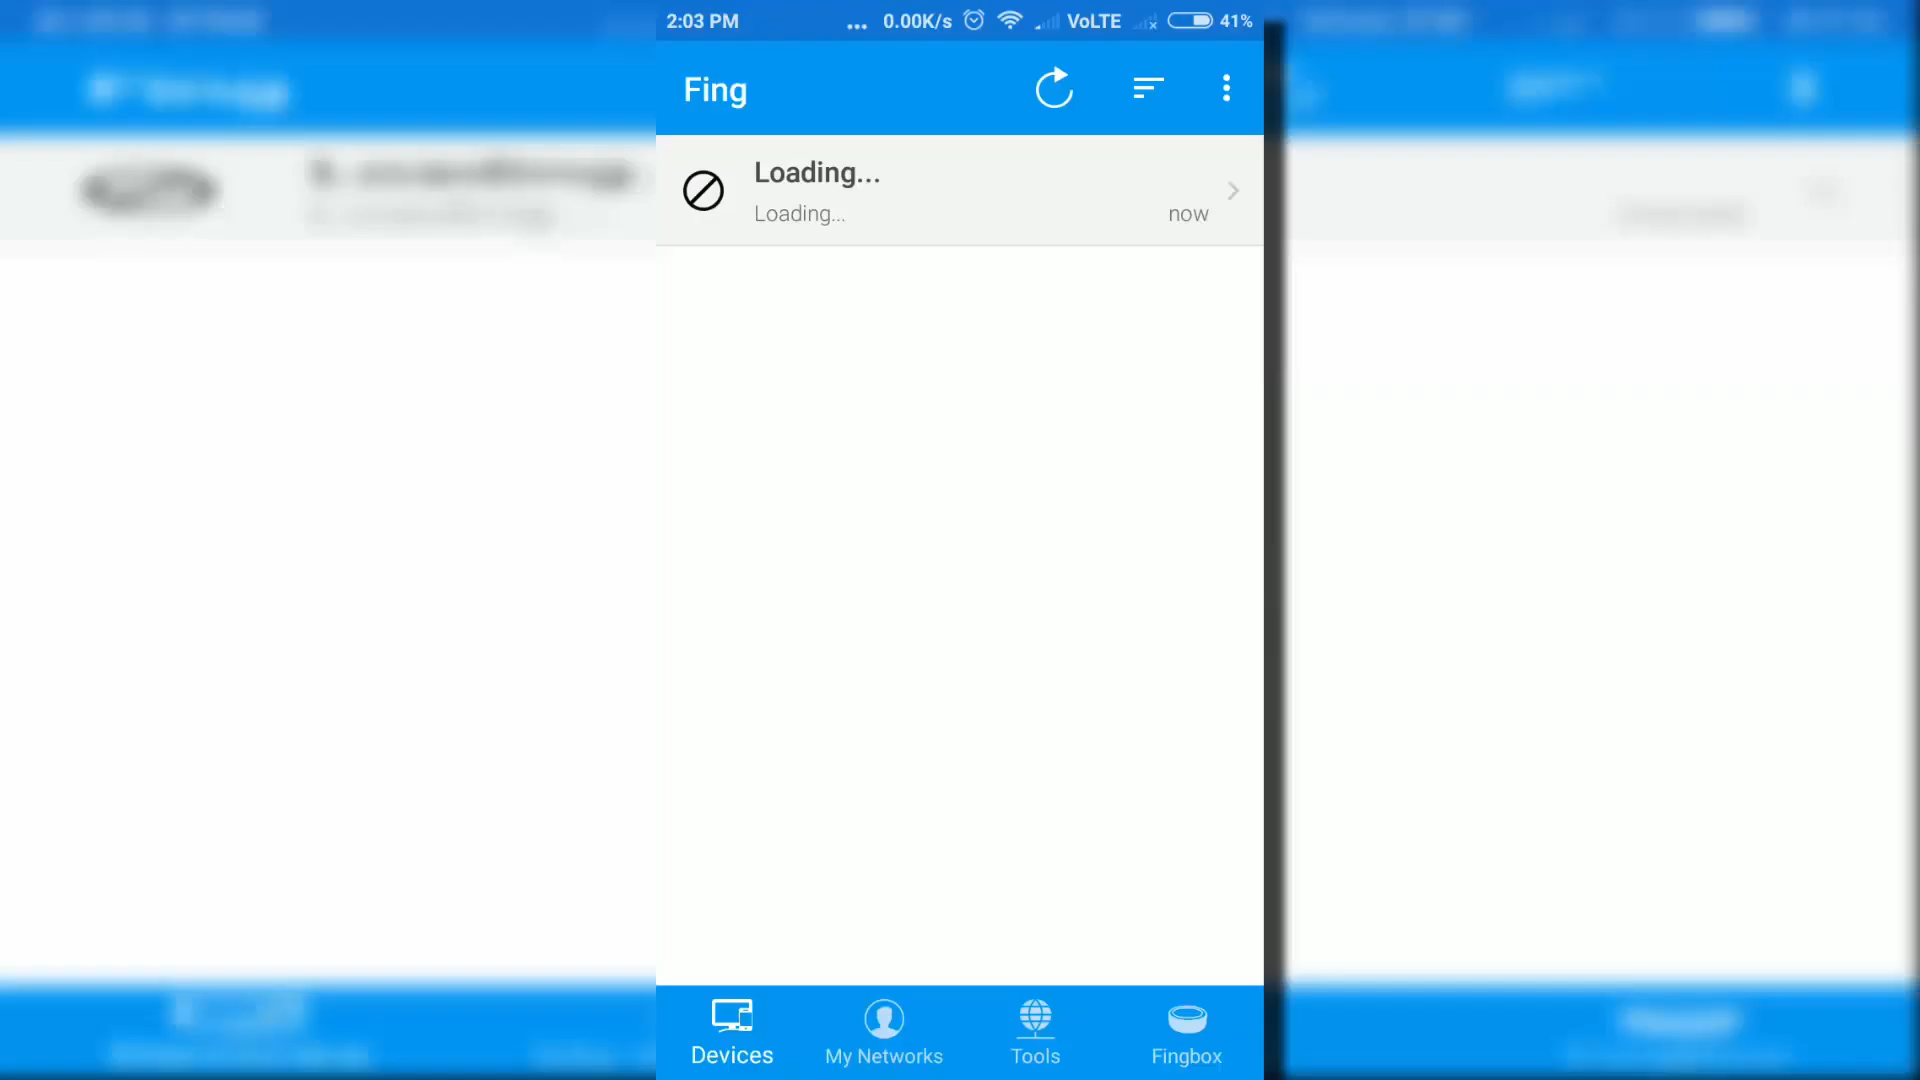 2:03 PM ... 0.00K/s VoLTE 41%
Fing
Loading...
Loading... now
Devices My Networks Tools Fingbox